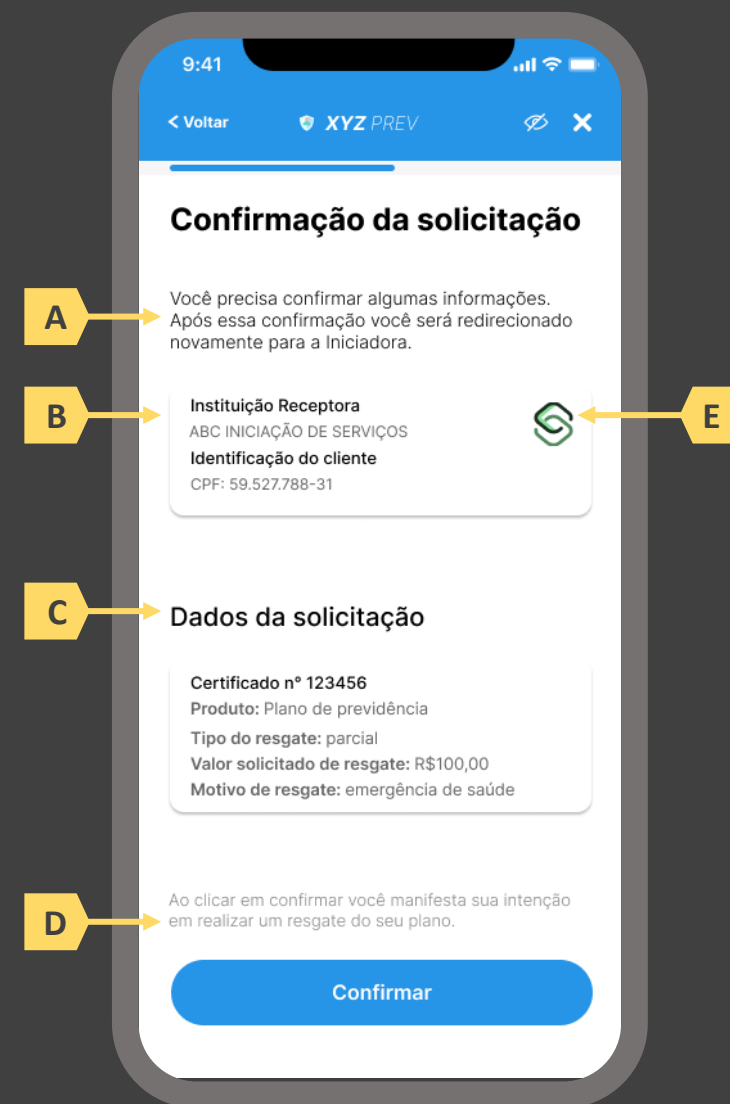 9:41
< Voltar
XYZ PREV
Confirmação da solicitação
A
Você precisa confirmar algumas informações.
Após essa confirmação você será redirecionado
novamente para a Iniciadora.
B
Instituição Receptora
E
ABC INICIAÇÃO DE SERVIÇOS
Identificação do cliente
CPF: 59.527.788-31
C
Dados da solicitação
Certificado n° 123456
Produto: Plano de previdência
Tipo do resgate: parcial
Valor solicitado de resgate: R$100,00
Motivo de resgate: emergência de saúde
D
Ao clicar em confirmar você manifesta sua intenção
em realizar um resgate do seu plano.
Confirmar